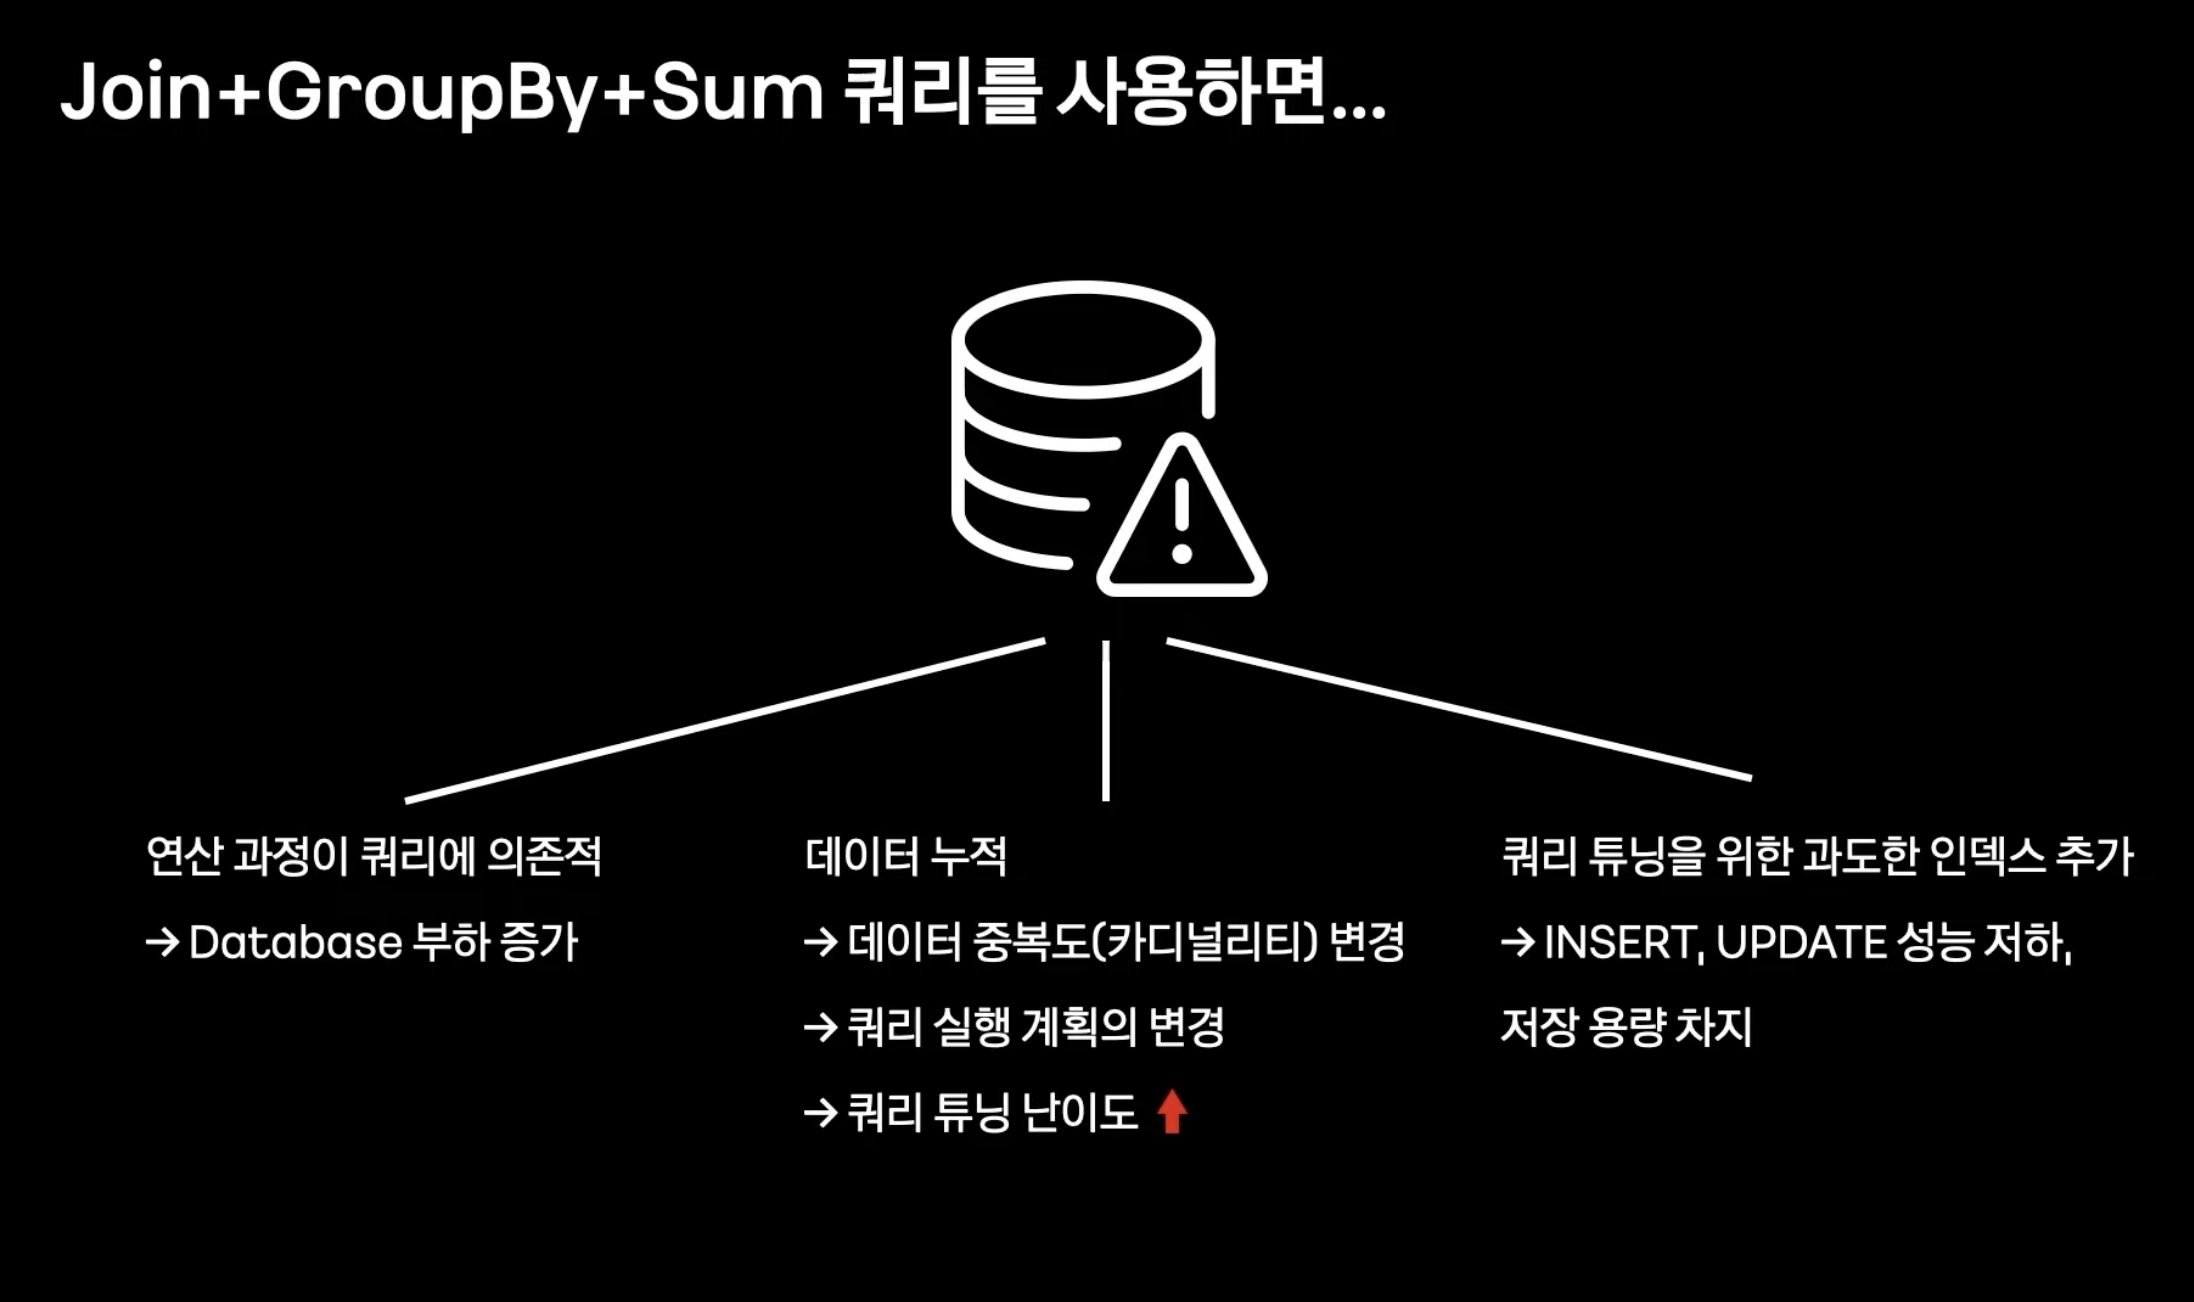 Join+GroupBy+Sum 쿼리를 사용하면...
연산 과정이 쿼리에 의존적
→ Database 부하 증가
데이터 누적
→ 데이터 중복도(카디널리티) 변경
→ 쿼리 실행 계획의 변경
→ 쿼리 튜닝 난이도 ⬆
쿼리 튜닝을 위한 과도한 인덱스 추가
→ INSERT, UPDATE 성능 저하,
저장 용량 차지